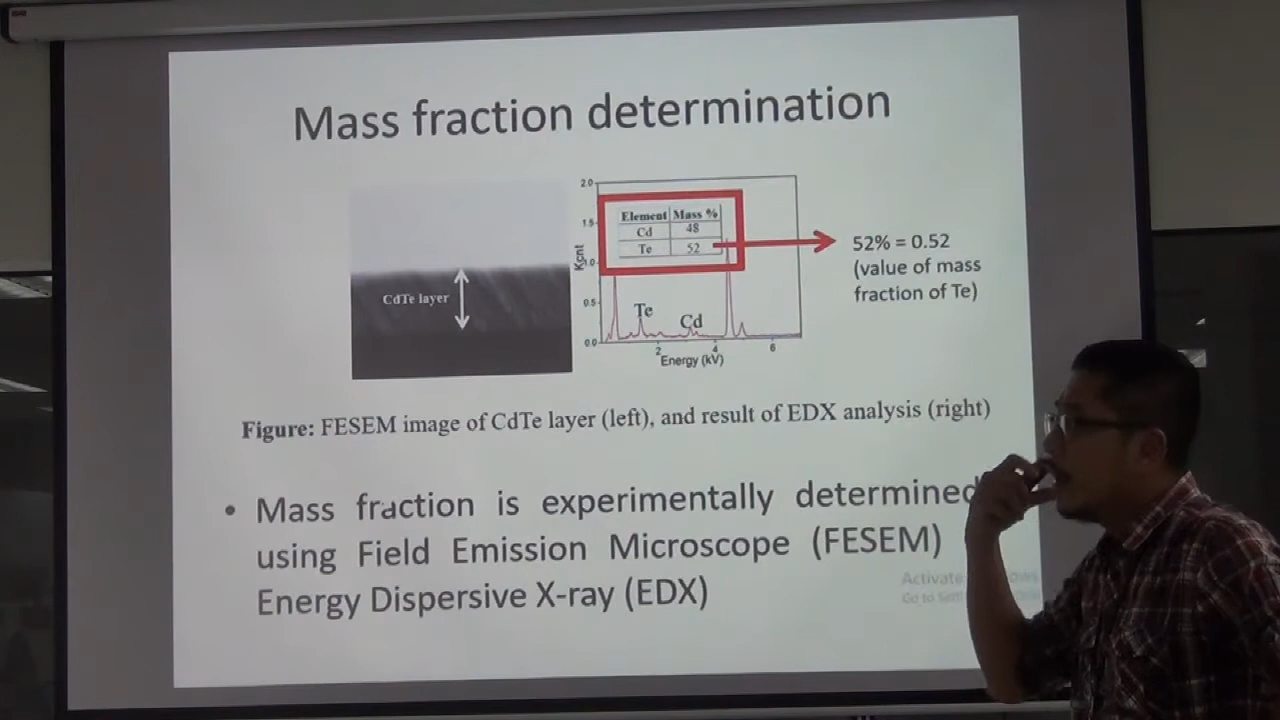 Mass fraction determination
CdTe layer
2.0
1.5
1.0
0.5
0.0
Kcnt
Element Mass %
Cd 48
Te 52
Te
Cd
2 4 6
Energy (kV)
52% = 0.52
(value of mass
fraction of Te)
Figure: FESEM image of CdTe layer (left), and result of EDX analysis (right)
• Mass fraction is experimentally determined
using Field Emission Microscope (FESEM)
Energy Dispersive X-ray (EDX)
Activate
Go to